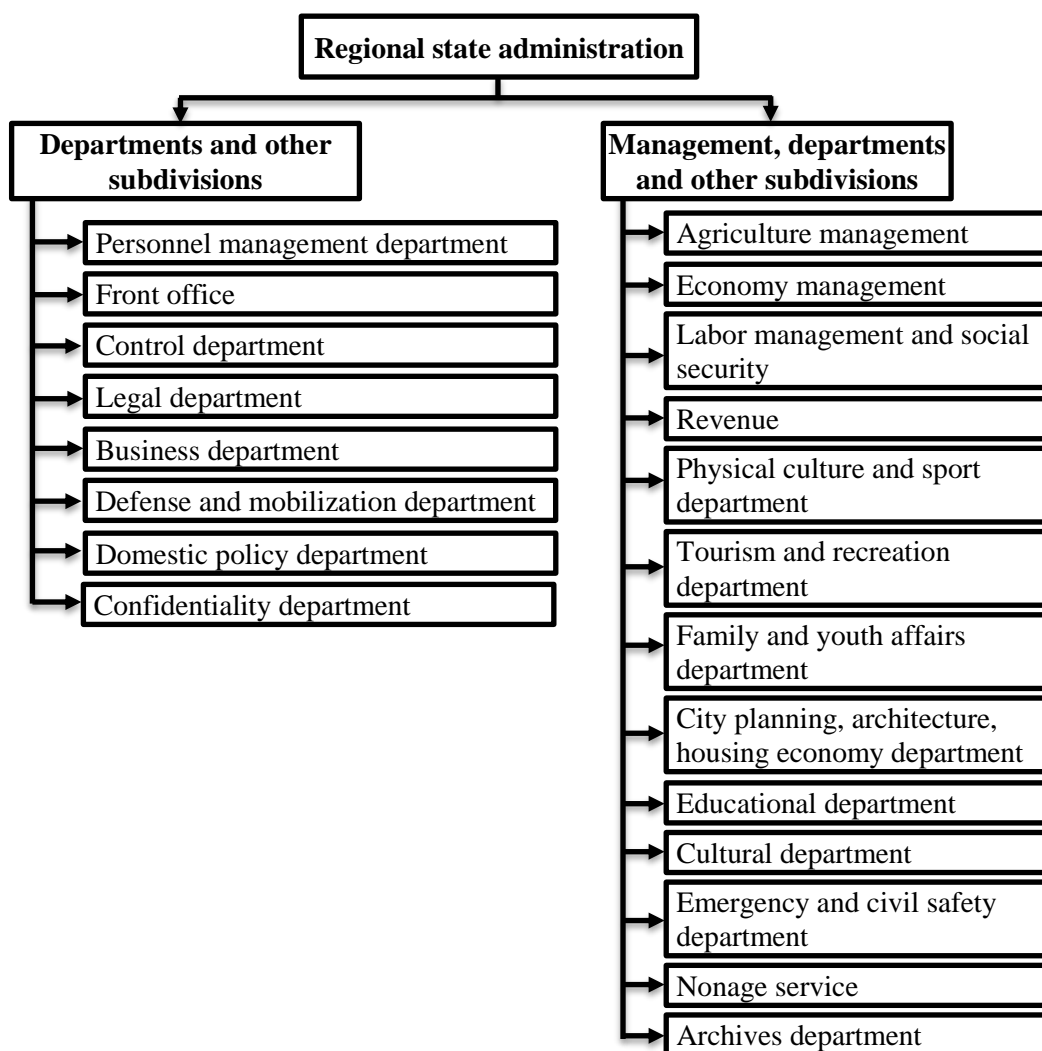 Regional state administration
Departments and other
subdivisions
Personnel management department
Front office
Control department
Legal department
Business department
Defense and mobilization department
Domestic policy department
Confidentiality department
Management, departments
and other subdivisions
Agriculture management
Economy management
Labor management and social
security
Revenue
Physical culture and sport
department
Tourism and recreation
department
Family and youth affairs
department
City planning, architecture,
housing economy department
Educational department
Cultural department
Emergency and civil safety
department
Nonage service
Archives department